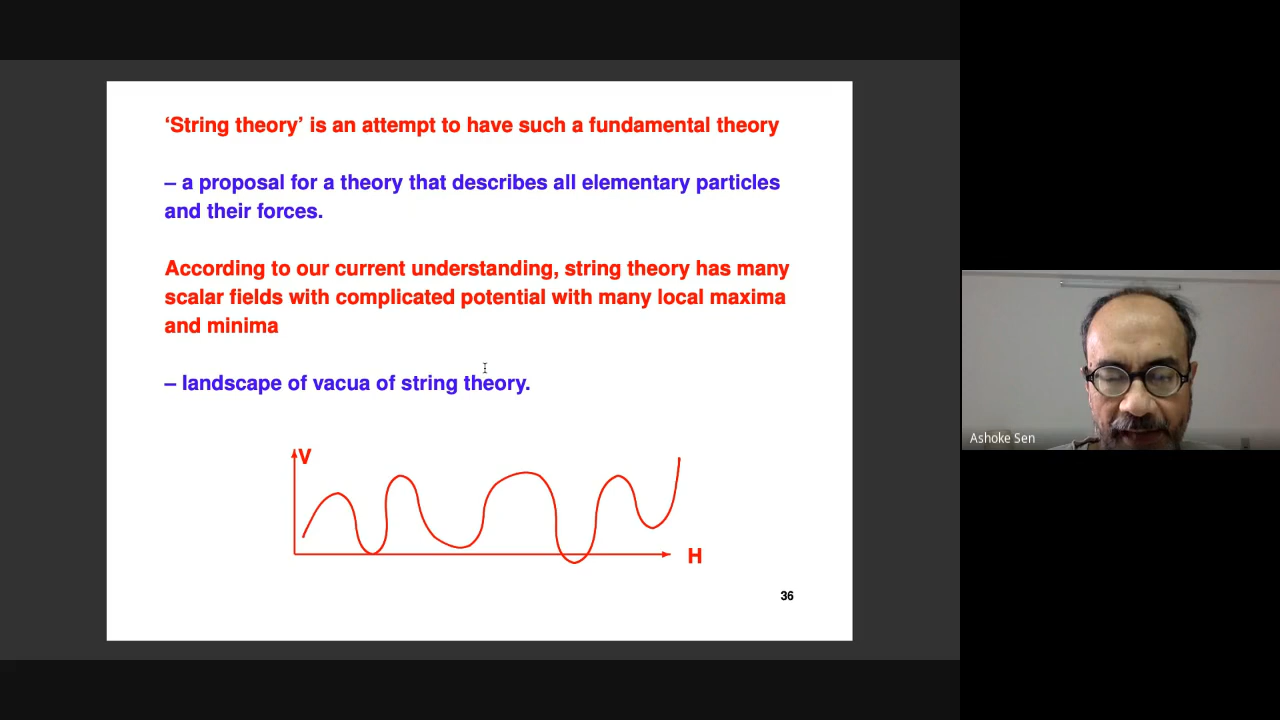 ‘String theory’ is an attempt to have such a fundamental theory
– a proposal for a theory that describes all elementary particles
and their forces.
According to our current understanding, string theory has many
scalar fields with complicated potential with many local maxima
and minima
– landscape of vacua of string theory.
V
H
36
Ashoke Sen